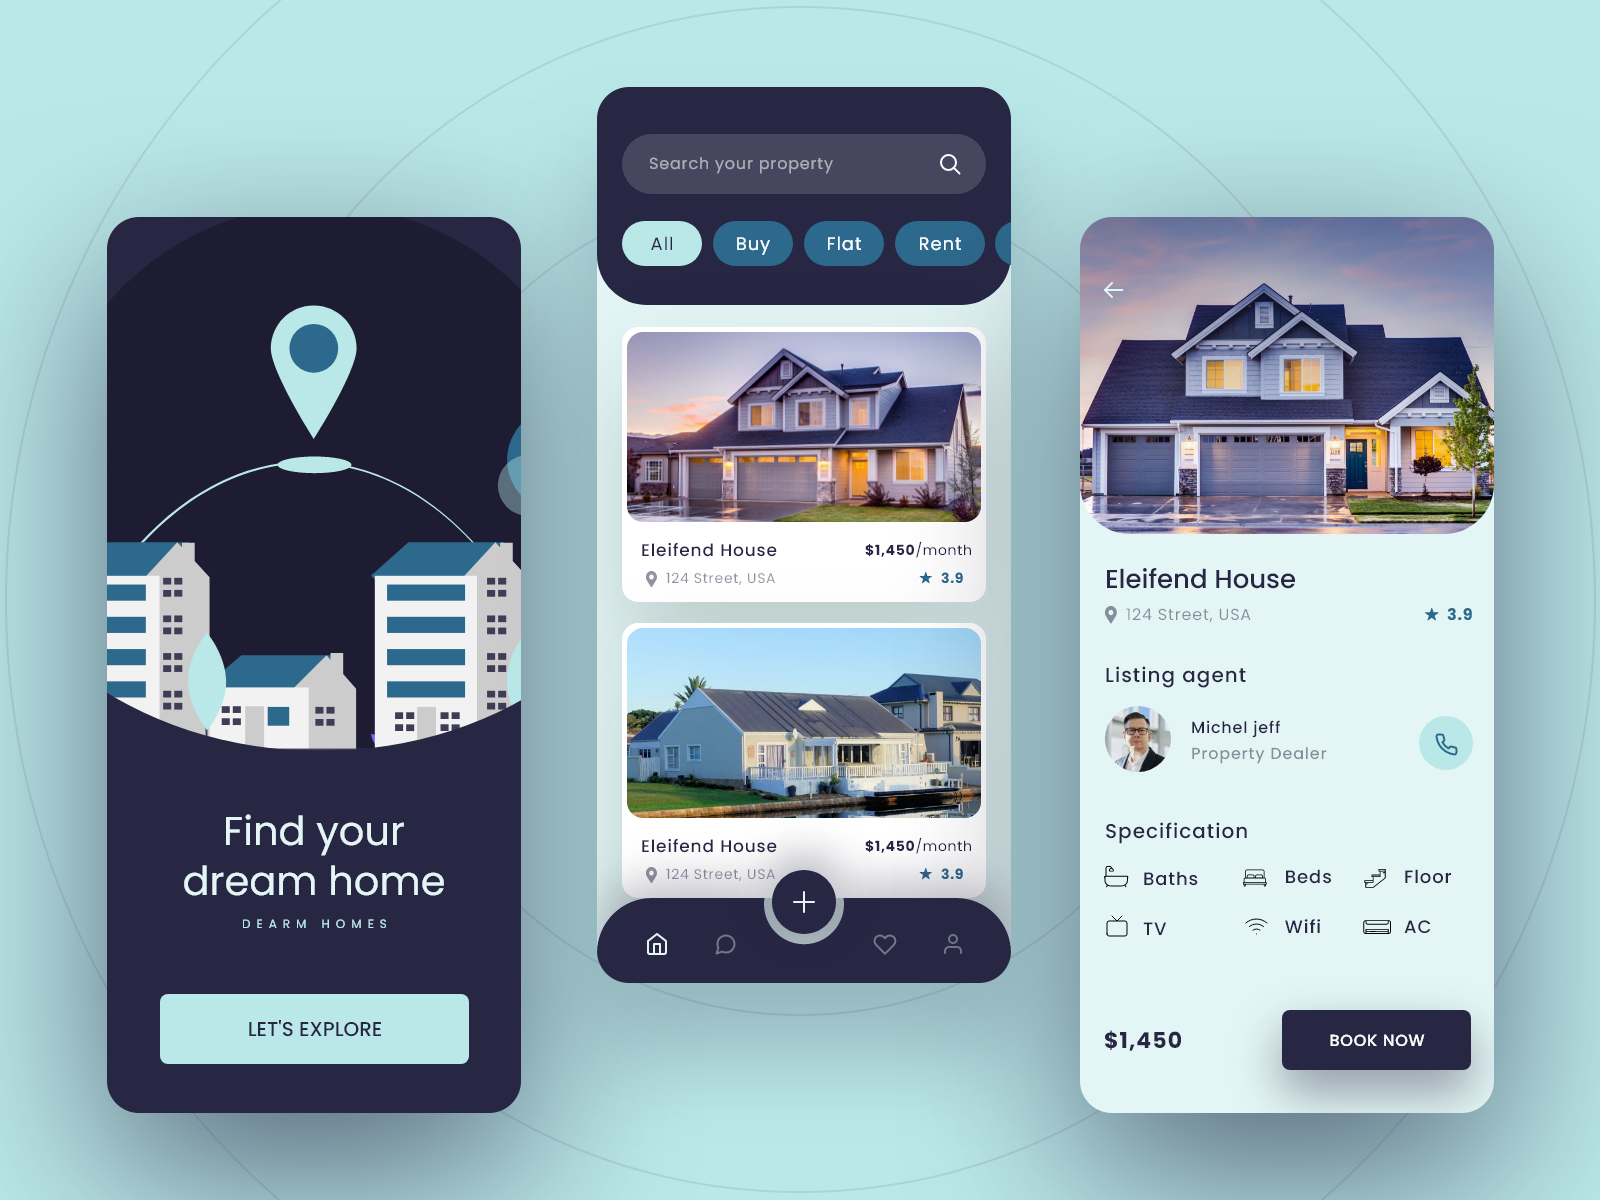 Find your
dream home
DEARM HOMES
LET'S EXPLORE
Search your property
All Buy Flat Rent
Eleifend House $1,450/month
124 Street, USA 3.9
Eleifend House $1,450/month
124 Street, USA 3.9
Eleifend House
124 Street, USA 3.9
Listing agent
Michel jeff
Property Dealer
Specification
Baths Beds Floor
TV Wifi AC
$1,450 BOOK NOW